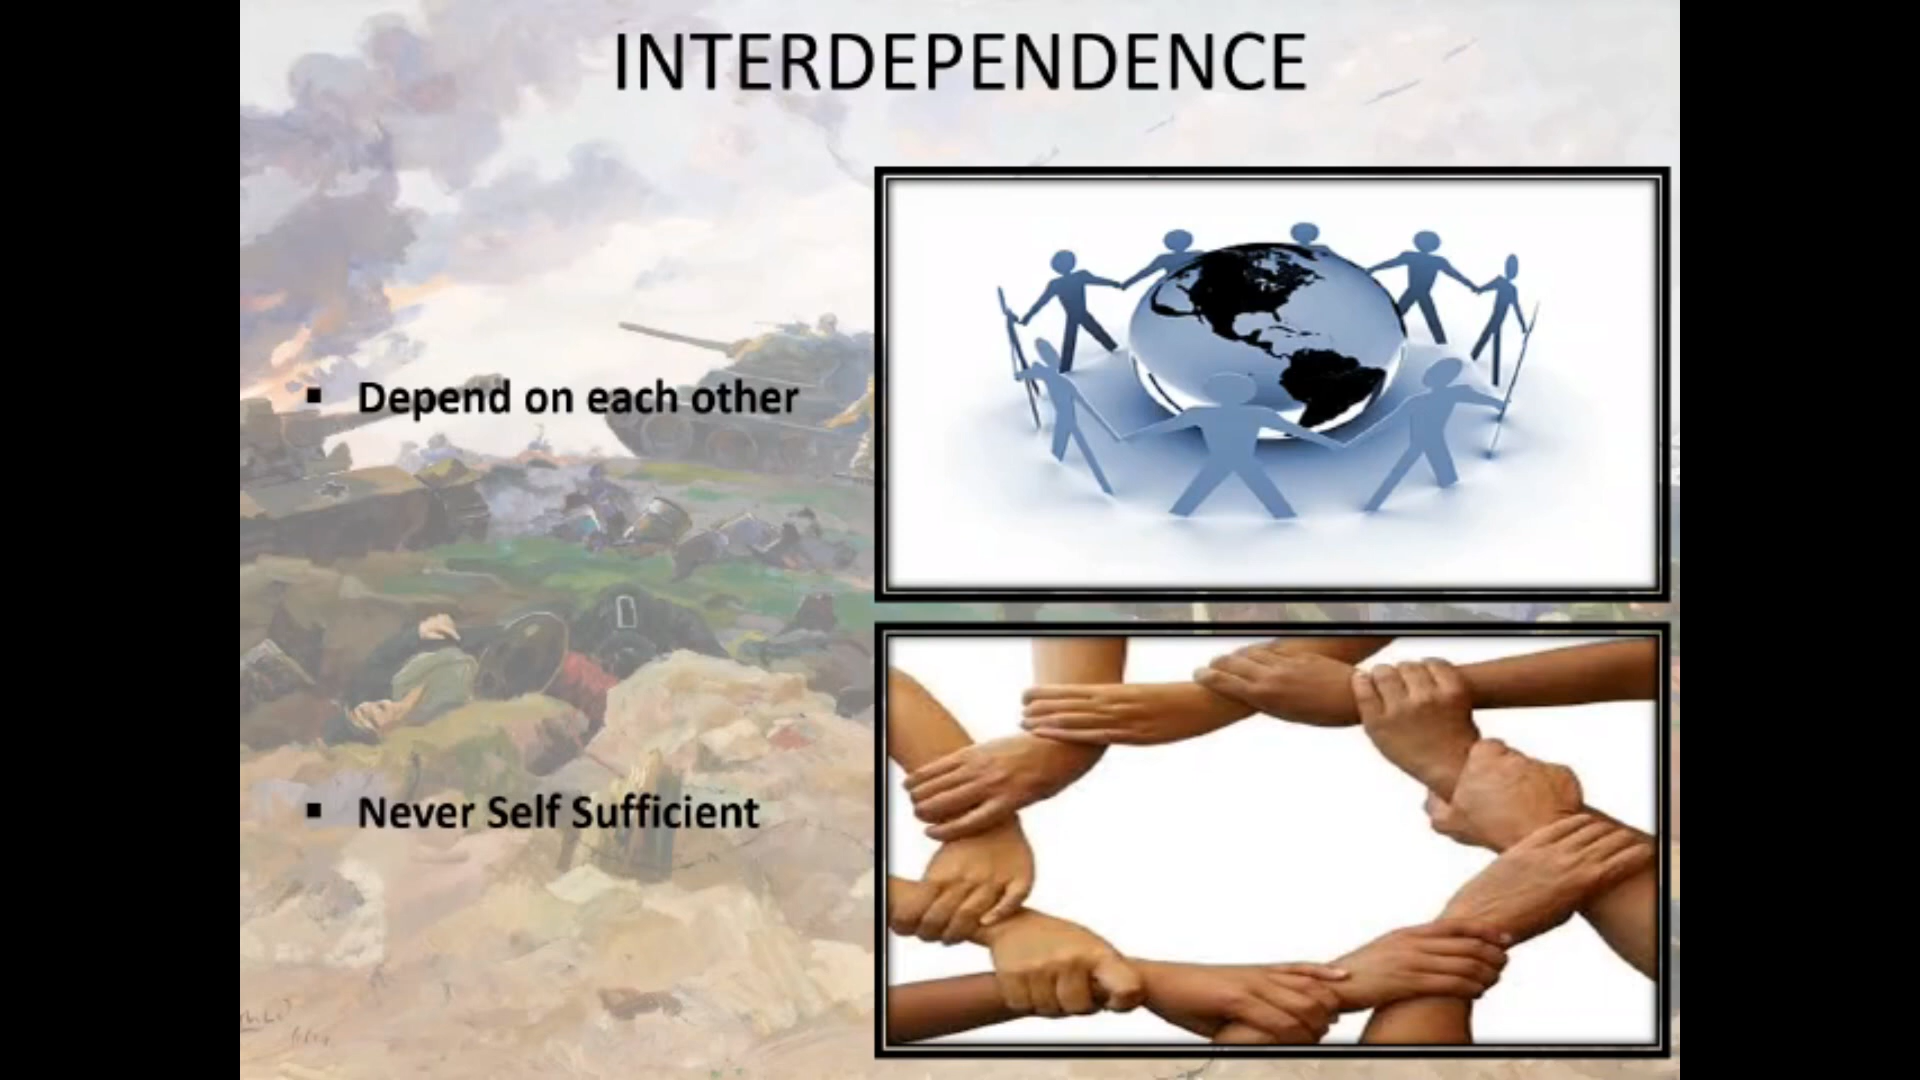 INTERDEPENDENCE
Depend on each other
Never Self Sufficient